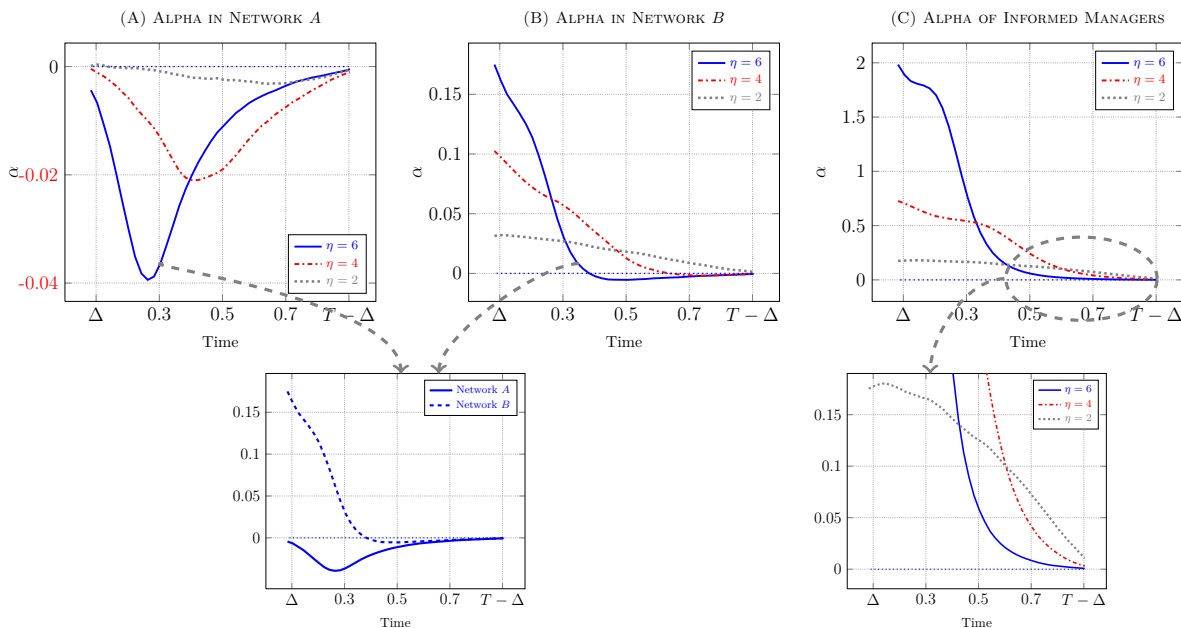 (A) Alpha in Network A
(B) Alpha in Network B
(C) Alpha of Informed Managers
0
-0.02
-0.04
α
η = 6
η = 4
η = 2
Δ 0.3 0.5 0.7 T − Δ
Time
0.15
0.1
0.05
0
α
η = 6
η = 4
η = 2
Δ 0.3 0.5 0.7 T − Δ
Time
2
1.5
1
0.5
0
α
η = 6
η = 4
η = 2
Δ 0.3 0.5 0.7 T − Δ
Time
0.15
0.1
0.05
0
Network A
Network B
Δ 0.3 0.5 0.7 T − Δ
Time
0.15
0.1
0.05
0
η = 6
η = 4
η = 2
Δ 0.3 0.5 0.7 T − Δ
Time